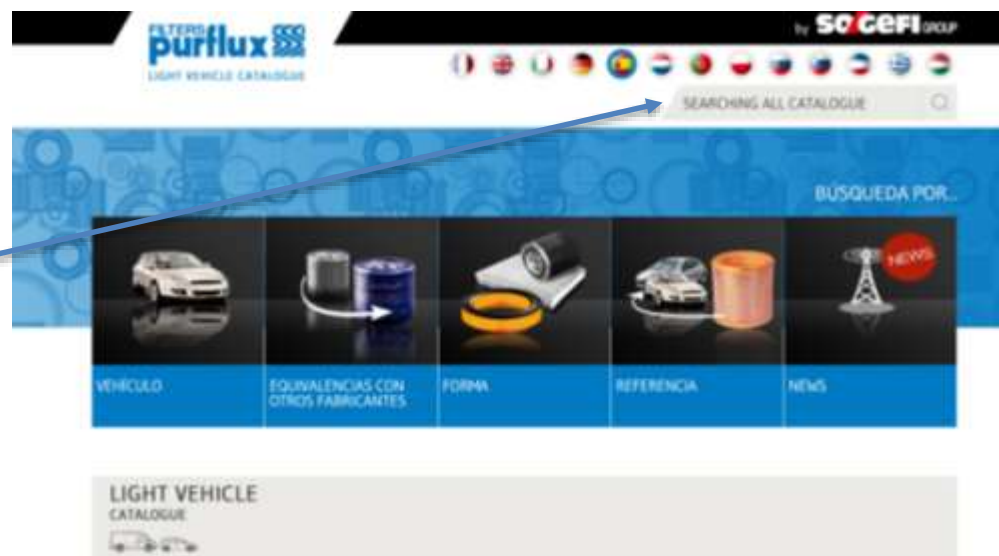 FILTERS
purflux
LIGHT VEHICLE CATALOGUE
by SOGEFI GROUP
SEARCHING ALL CATALOGUE
BÚSQUEDA POR...
NEWS
VEHÍCULO
EQUIVALENCIAS CON
OTROS FABRICANTES
FORMA
REFERENCIA
NEWS
LIGHT VEHICLE
CATALOGUE